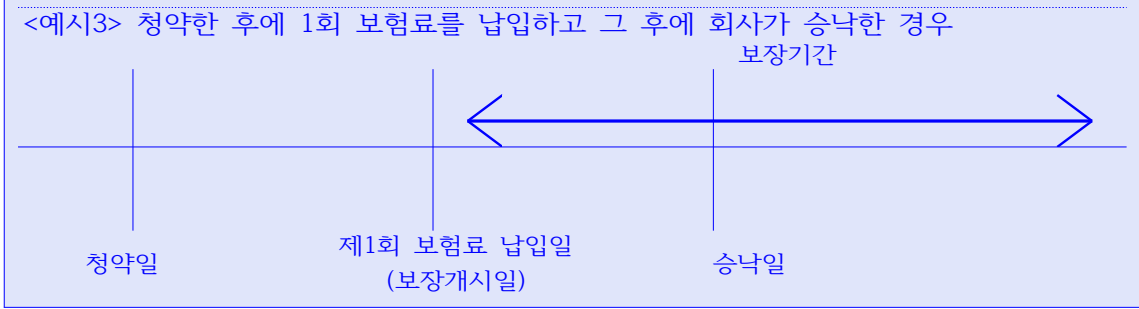 <예시3> 청약한 후에 1회 보험료를 납입하고 그 후에 회사가 승낙한 경우
보장기간
청약일
제1회 보험료 납입일
(보장개시일)
승낙일